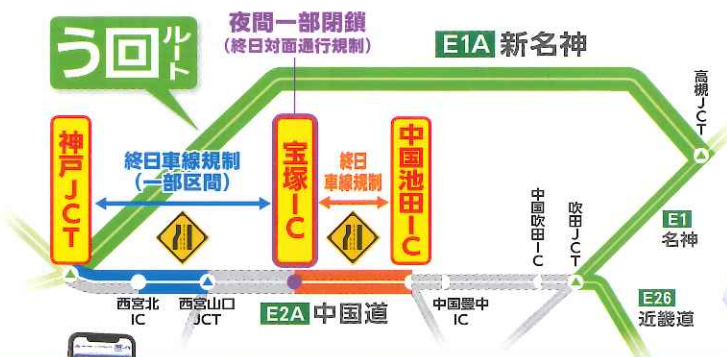 う回
ルート
夜間一部閉鎖
(終日対面通行規制)
E1A 新名神
高槻JCT
神戸JCT
終日車線規制
(一部区間)
宝塚IC
終日
車線規制
中国池田IC
中国吹田IC
吹田JCT
E1
名神
西宮北
IC
西宮山口
JCT
E2A 中国道
中国豊中
IC
E26
近畿道